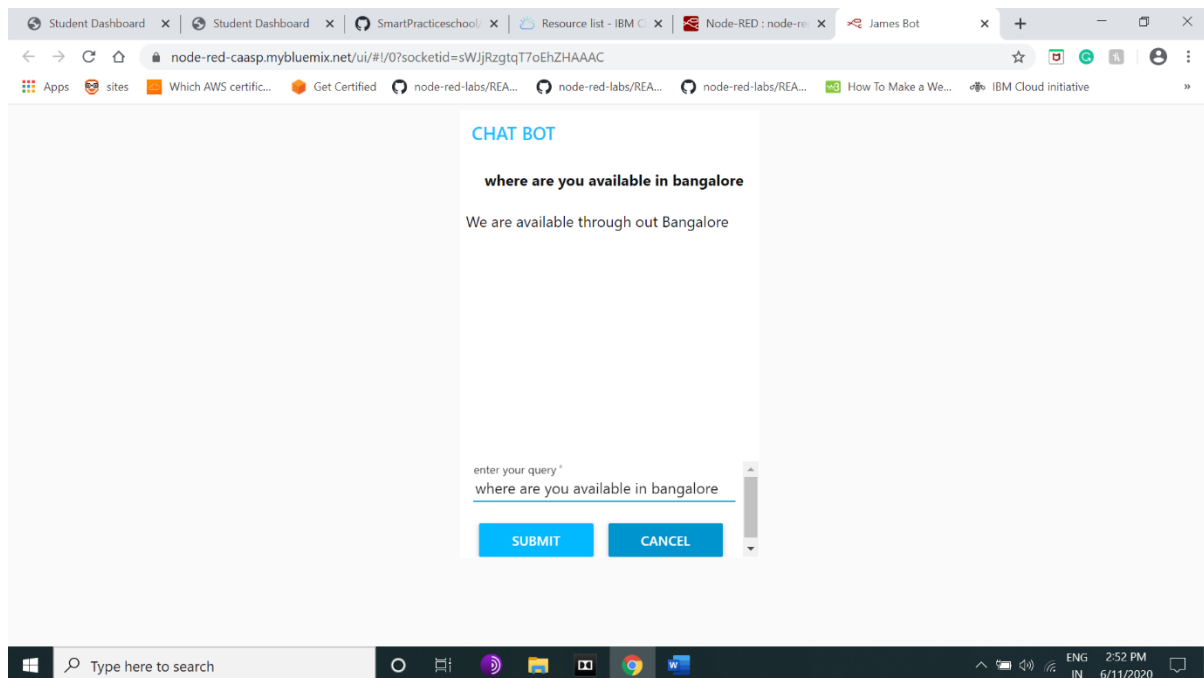 Student Dashboard Student Dashboard SmartPracticeschool/ Resource list - IBM C Node-RED : node-re James Bot
node-red-caasp.mybluemix.net/ui/#!/0?socketid=sWJjRzgtqT7oEhZHAAAC
Apps sites Which AWS certific... Get Certified node-red-labs/REA... node-red-labs/REA... node-red-labs/REA... How To Make a We... IBM Cloud initiative »
CHAT BOT
where are you available in bangalore
We are available through out Bangalore
enter your query *
where are you available in bangalore
SUBMIT CANCEL
Type here to search
ENG 2:52 PM
IN 6/11/2020